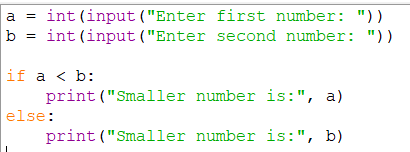 a = int(input("Enter first number: "))
b = int(input("Enter second number: "))

if a < b:
    print("Smaller number is:", a)
else:
    print("Smaller number is:", b)